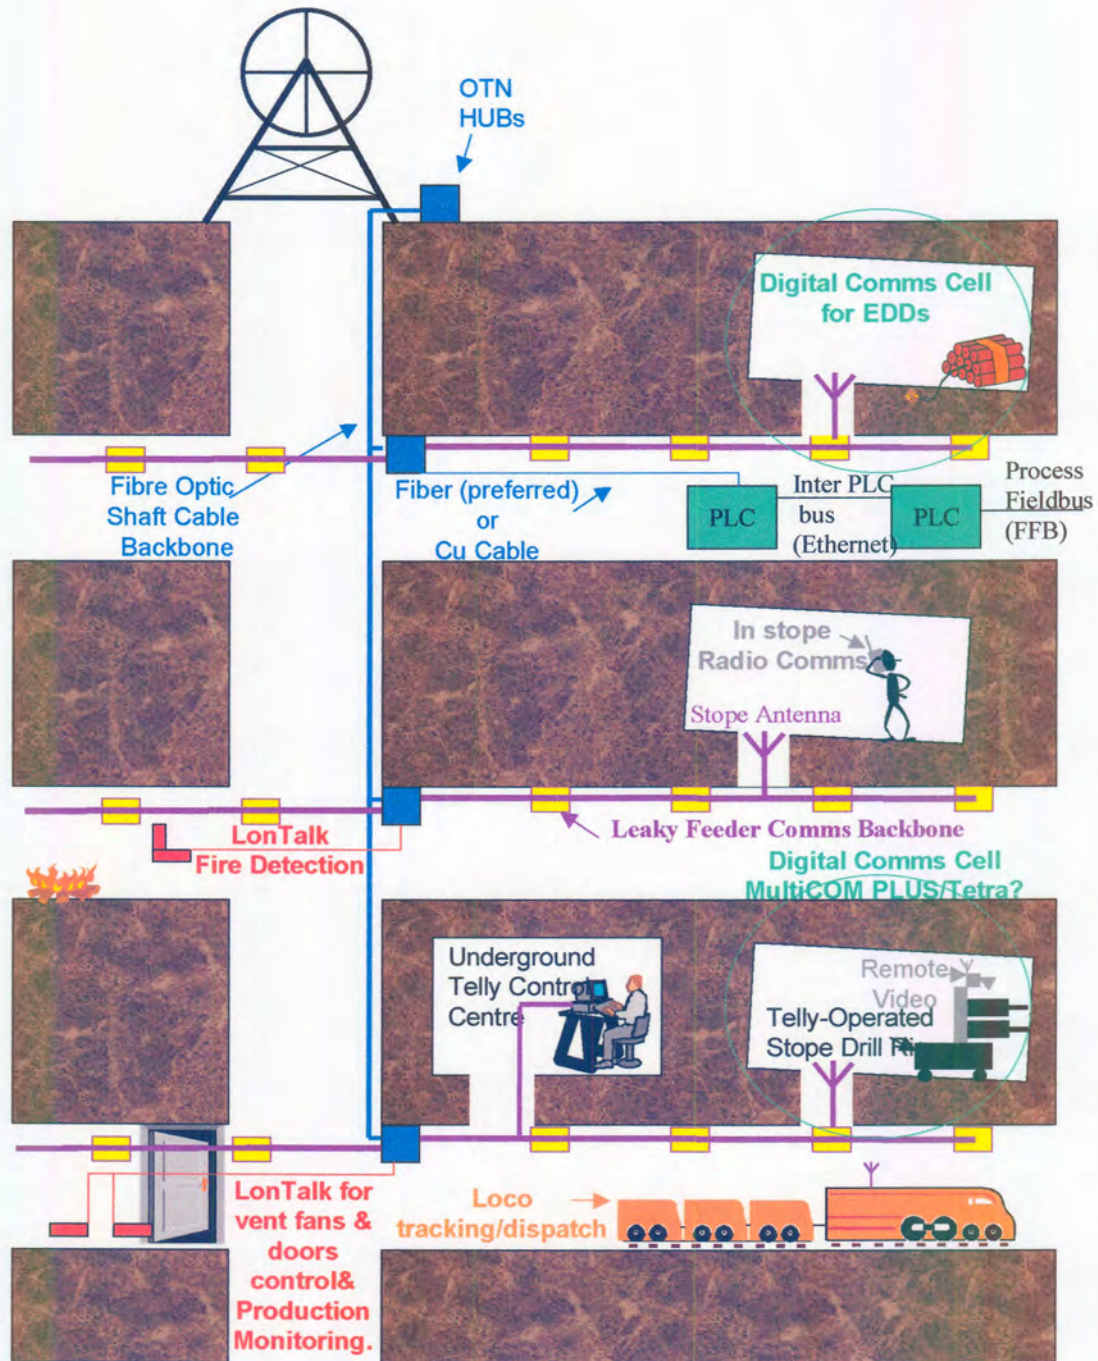 OTN
HUBs
Digital Comms Cell
for EDDs
Fibre Optic
Shaft Cable
Backbone
Fiber (preferred)
or
Cu Cable
PLC
Inter PLC
bus
(Ethernet)
PLC
Process
Fieldbus
(FFB)
In stope
Radio Comms
Stope Antenna
LonTalk
Fire Detection
Leaky Feeder Comms Backbone
Digital Comms Cell
MultiCOM PLUS/Tetra?
Underground
Telly Control
Centre
Remote
Video
Telly-Operated
Stope Drill
LonTalk for
vent fans &
doors
control&
Production
Monitoring.
Loco
tracking/dispatch